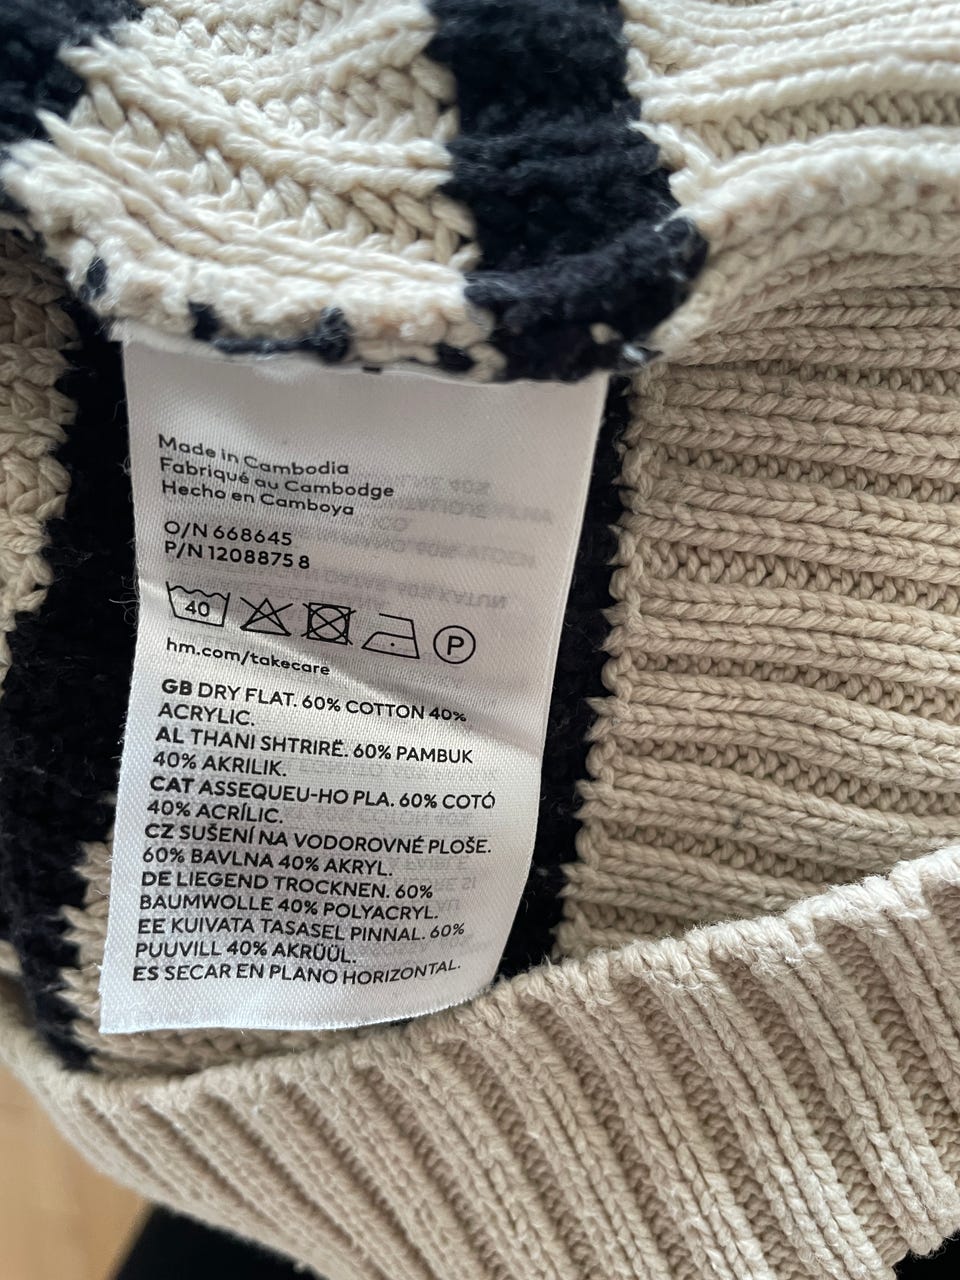 Made in Cambodia
Fabriqué au Cambodge
Hecho en Camboya
O/N 668645
P/N 1208875 8
40
P
hm.com/takecare
GB DRY FLAT. 60% COTTON 40%
ACRYLIC.
AL THANI SHTRIRË. 60% PAMBUK
40% AKRILIK.
CAT ASSEQUEU-HO PLA. 60% COTÓ
40% ACRÍLIC.
CZ SUŠENÍ NA VODOROVNÉ PLOŠE.
60% BAVLNA 40% AKRYL.
DE LIEGEND TROCKNEN. 60%
BAUMWOLLE 40% POLYACRYL.
EE KUIVATA TASASEL PINNAL. 60%
PUUVILL 40% AKRÜÜL.
ES SECAR EN PLANO HORIZONTAL.